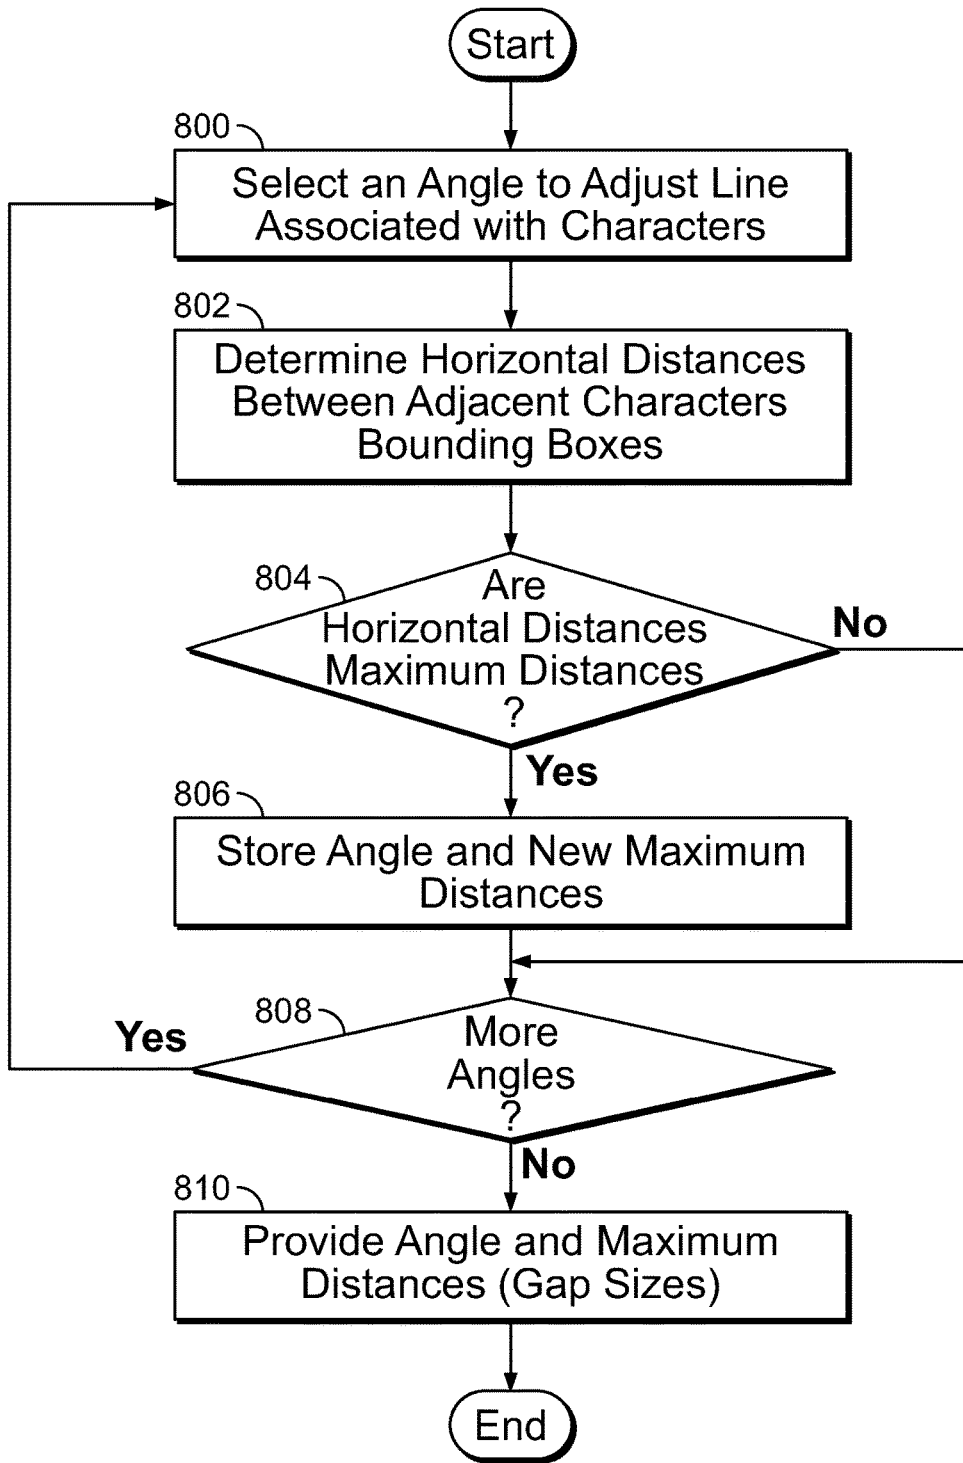 Start
800
Select an Angle to Adjust Line
Associated with Characters
802
Determine Horizontal Distances
Between Adjacent Characters
Bounding Boxes
804
Are
Horizontal Distances
Maximum Distances
?
No
Yes
806
Store Angle and New Maximum
Distances
808
More
Angles
?
Yes
No
810
Provide Angle and Maximum
Distances (Gap Sizes)
End